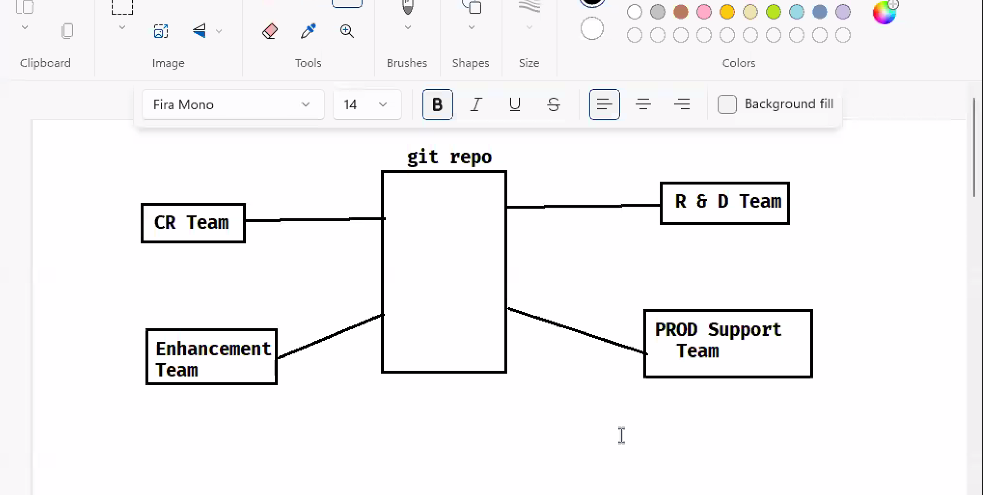 Clipboard
Image
Tools
Brushes
Shapes
Size
Colors
Fira Mono
14
B I U S
Background fill
git repo
CR Team
R & D Team
Enhancement
Team
PROD Support
Team